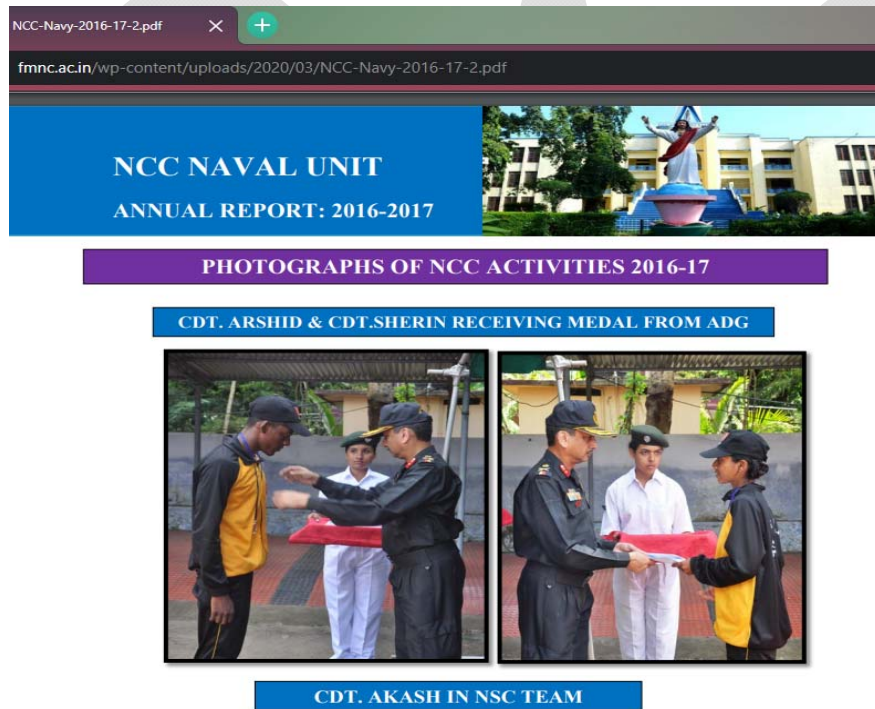 NCC-Navy-2016-17-2.pdf
fmnc.ac.in/wp-content/uploads/2020/03/NCC-Navy-2016-17-2.pdf
NCC NAVAL UNIT
ANNUAL REPORT: 2016-2017
PHOTOGRAPHS OF NCC ACTIVITIES 2016-17
CDT. ARSHID & CDT.SHERIN RECEIVING MEDAL FROM ADG
CDT. AKASH IN NSC TEAM